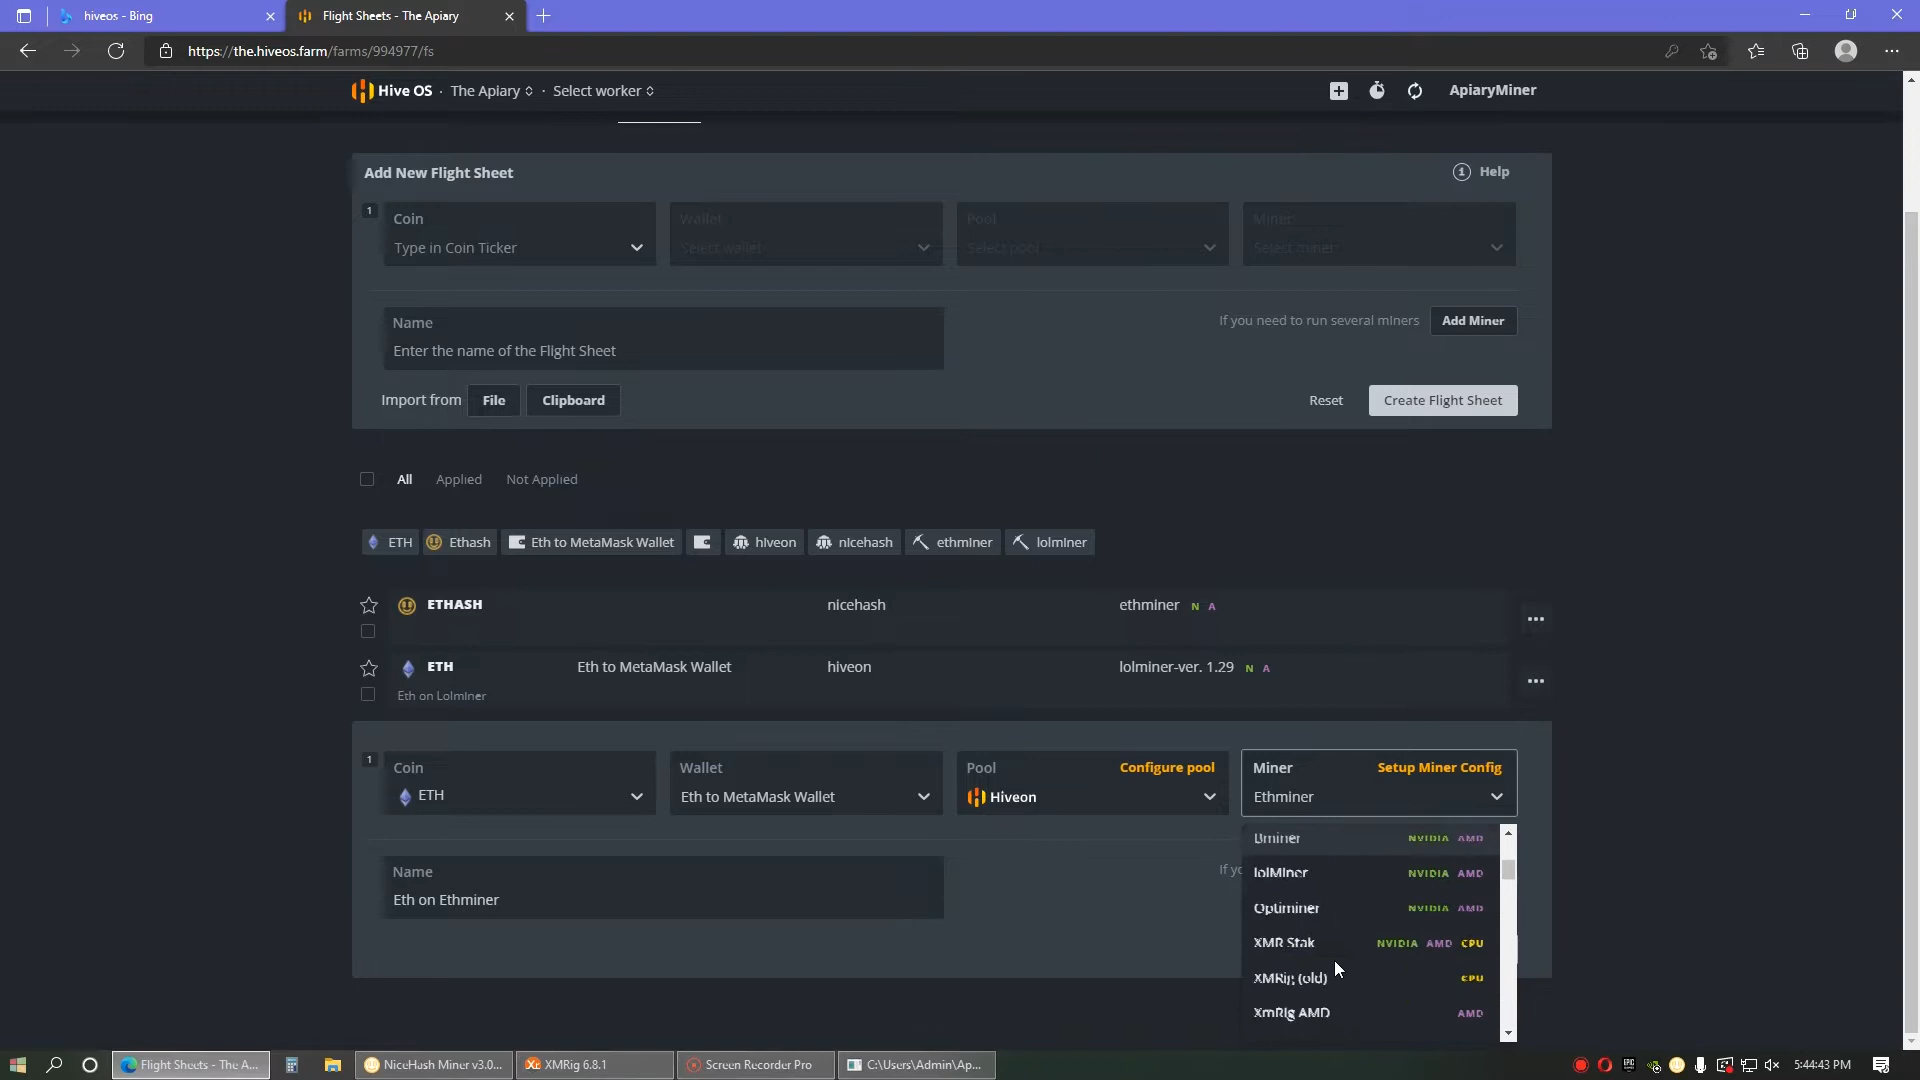 hiveos - Bing
Flight Sheets - The Apiary
https://the.hiveos.farm/farms/994977/fs
Hive OS · The Apiary · Select worker
ApiaryMiner
Add New Flight Sheet
Help
1
Coin
Type in Coin Ticker
Wallet
Select wallet
Pool
Select pool
Miner
Select miner
Name
Enter the name of the Flight Sheet
If you need to run several miners
Add Miner
Import from
File
Clipboard
Reset
Create Flight Sheet
All
Applied
Not Applied
ETH
Ethash
Eth to MetaMask Wallet
hiveon
nicehash
ethminer
lolminer
ETHASH
nicehash
ethminer N A
ETH
Eth to MetaMask Wallet
hiveon
lolminer-ver. 1.29 N A
Eth on Lolminer
1
Coin
ETH
Wallet
Eth to MetaMask Wallet
Pool
Configure pool
Hiveon
Miner
Setup Miner Config
Ethminer
Name
Eth on Ethminer
If yo
Bminer NVIDIA AMD
lolMiner NVIDIA AMD
Optiminer NVIDIA AMD
XMR Stak NVIDIA AMD CPU
XMRig (old) CPU
XmRig AMD AMD
Flight Sheets - The A...
NiceHash Miner v3.0...
XMRig 6.8.1
Screen Recorder Pro
C:\Users\Admin\Ap...
5:44:43 PM